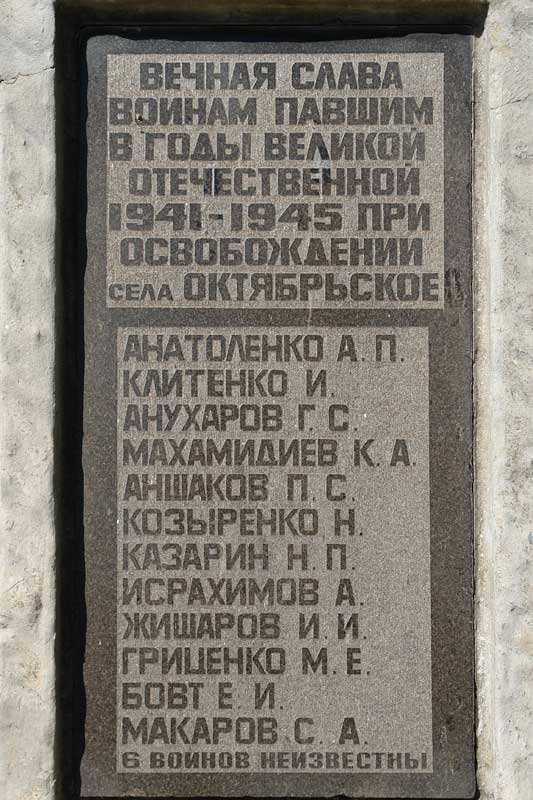 ВЕЧНАЯ СЛАВА
ВОИНАМ ПАВШИМ
В ГОДЫ ВЕЛИКОЙ
ОТЕЧЕСТВЕННОЙ
1941-1945 ПРИ
ОСВОБОЖДЕНИИ
СЕЛА ОКТЯБРЬСКОЕ
АНАТОЛЕНКО А. П.
КЛИТЕНКО И.
АНУХАРОВ Г. С.
МАХАМИДИЕВ К. А.
АНШАКОВ П. С.
КОЗЫРЕНКО Н.
КАЗАРИН Н. П.
ИСРАХИМОВ А.
ЖИШАРОВ И. И.
ГРИЦЕНКО М. Е.
БОВТ Е. И.
МАКАРОВ С. А.
6 ВОИНОВ НЕИЗВЕСТНЫ